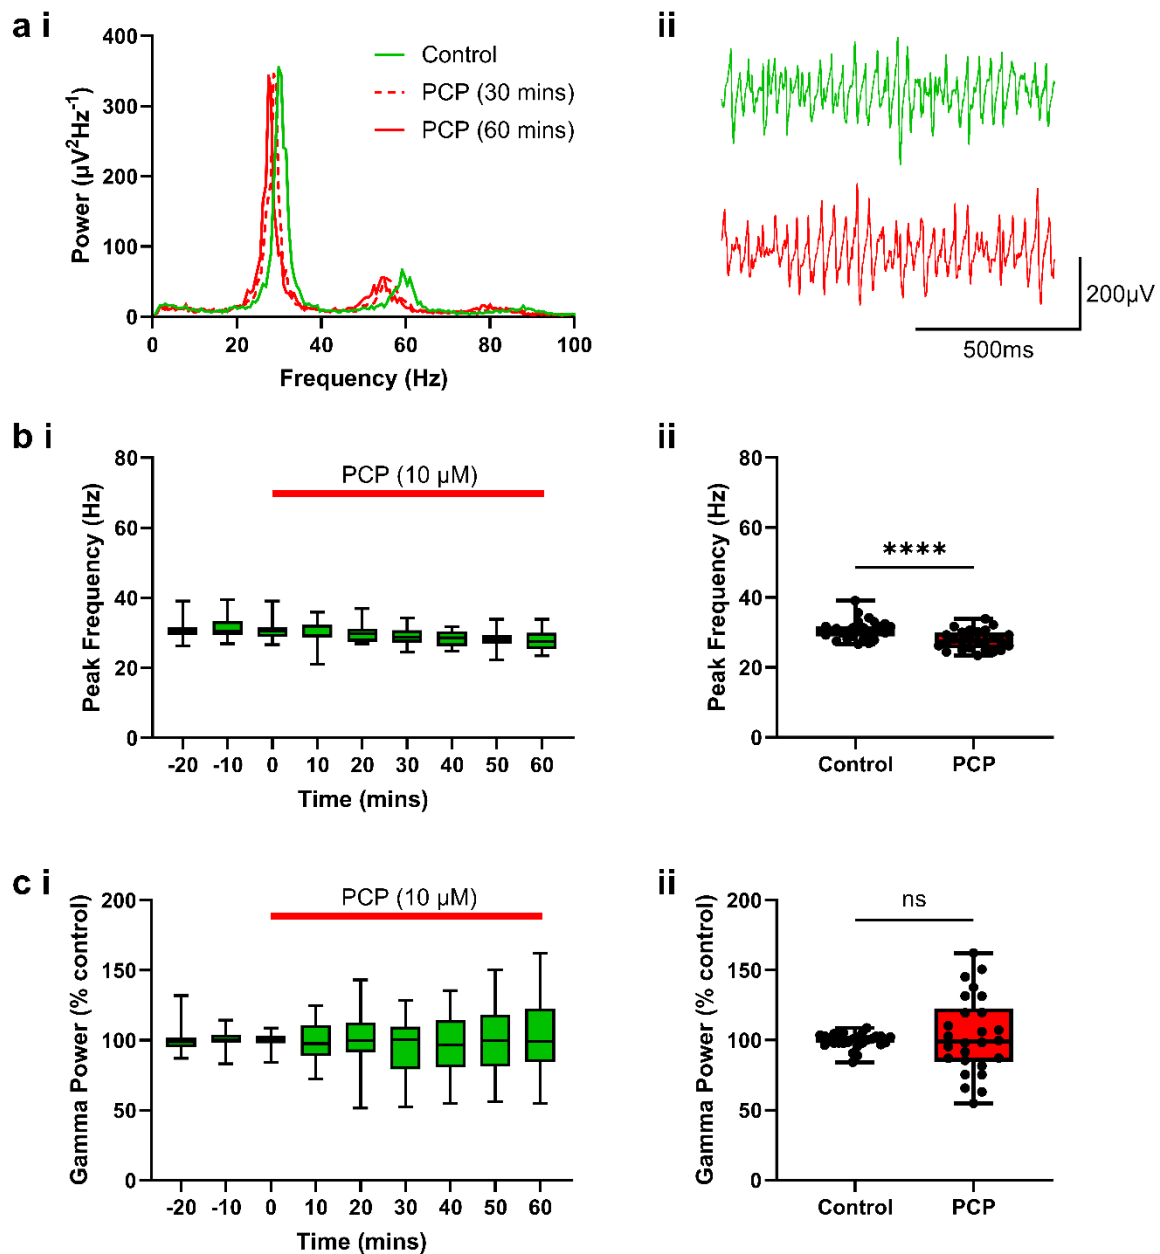 a i
400
300
200
100
0
Power (µV²Hz⁻¹)
Control
PCP (30 mins)
PCP (60 mins)
0 20 40 60 80 100
Frequency (Hz)
ii
200µV
500ms
b i
80
60
40
20
0
Peak Frequency (Hz)
PCP (10 µM)
-20 -10 0 10 20 30 40 50 60
Time (mins)
ii
80
60
40
20
0
Peak Frequency (Hz)
****
Control PCP
c i
200
150
100
50
0
Gamma Power (% control)
PCP (10 µM)
-20 -10 0 10 20 30 40 50 60
Time (mins)
ii
200
150
100
50
0
Gamma Power (% control)
ns
Control PCP